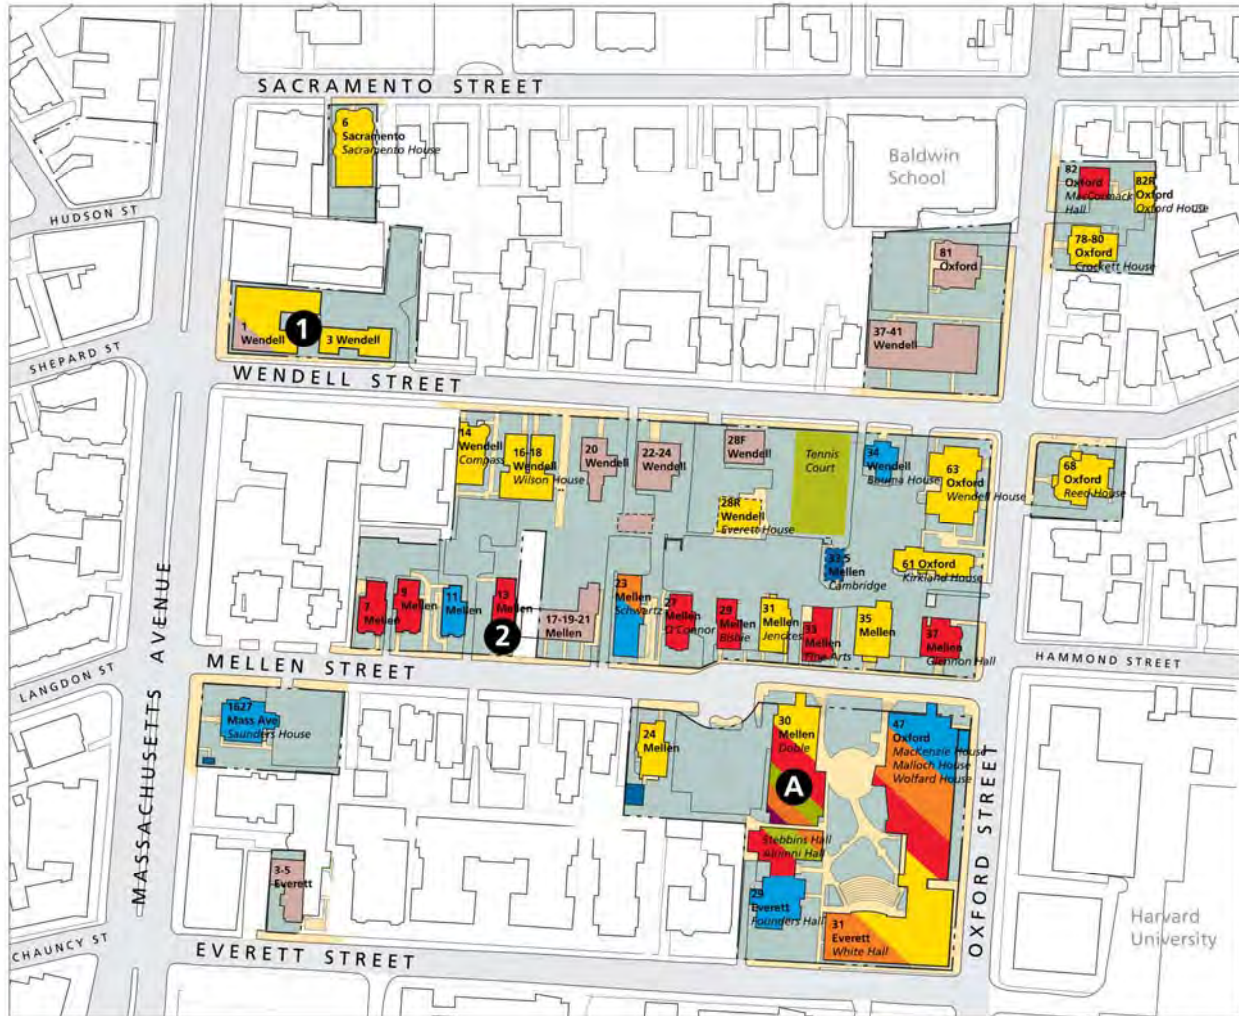 SACRAMENTO STREET
6
Sacramento
Sacramento House
Baldwin
School
82
Oxford
MacCormack
Hall
82R
Oxford
Oxford House
HUDSON ST
78-80
Oxford
Crockett House
81
Oxford
1
Wendell
1
3 Wendell
37-41
Wendell
SHEPARD ST
WENDELL STREET
14
Wendell
Compass
16-18
Wendell
Wilson House
20
Wendell
22-24
Wendell
28F
Wendell
Tennis
Court
34
Wendell
Bhuma House
63
Oxford
Wendell House
68
Oxford
Reed House
28R
Wendell
Everett House
33.5
Mellen
Cambridge
61 Oxford
Kirkland House
7
Mellen
9
Mellen
11
Mellen
13
Mellen
2
17-19-21
Mellen
23
Mellen
Schwartz
27
Mellen
O'Connor
29
Mellen
Bisbie
31
Mellen
Jenckes
33
Mellen
Fine Arts
35
Mellen
37
Mellen
Glennon Hall
MELLEN STREET
HAMMOND STREET
LANGDON ST
MASSACHUSETTS AVENUE
1627
Mass Ave
Saunders House
24
Mellen
30
Mellen
Doble
A
47
Oxford
MacKenzie House
Malloch House
Wolfard House
OXFORD STREET
Stebbins Hall
Alumni Hall
3-5
Everett
29
Everett
Founders Hall
31
Everett
White Hall
Harvard
University
CHAUNCY ST
EVERETT STREET